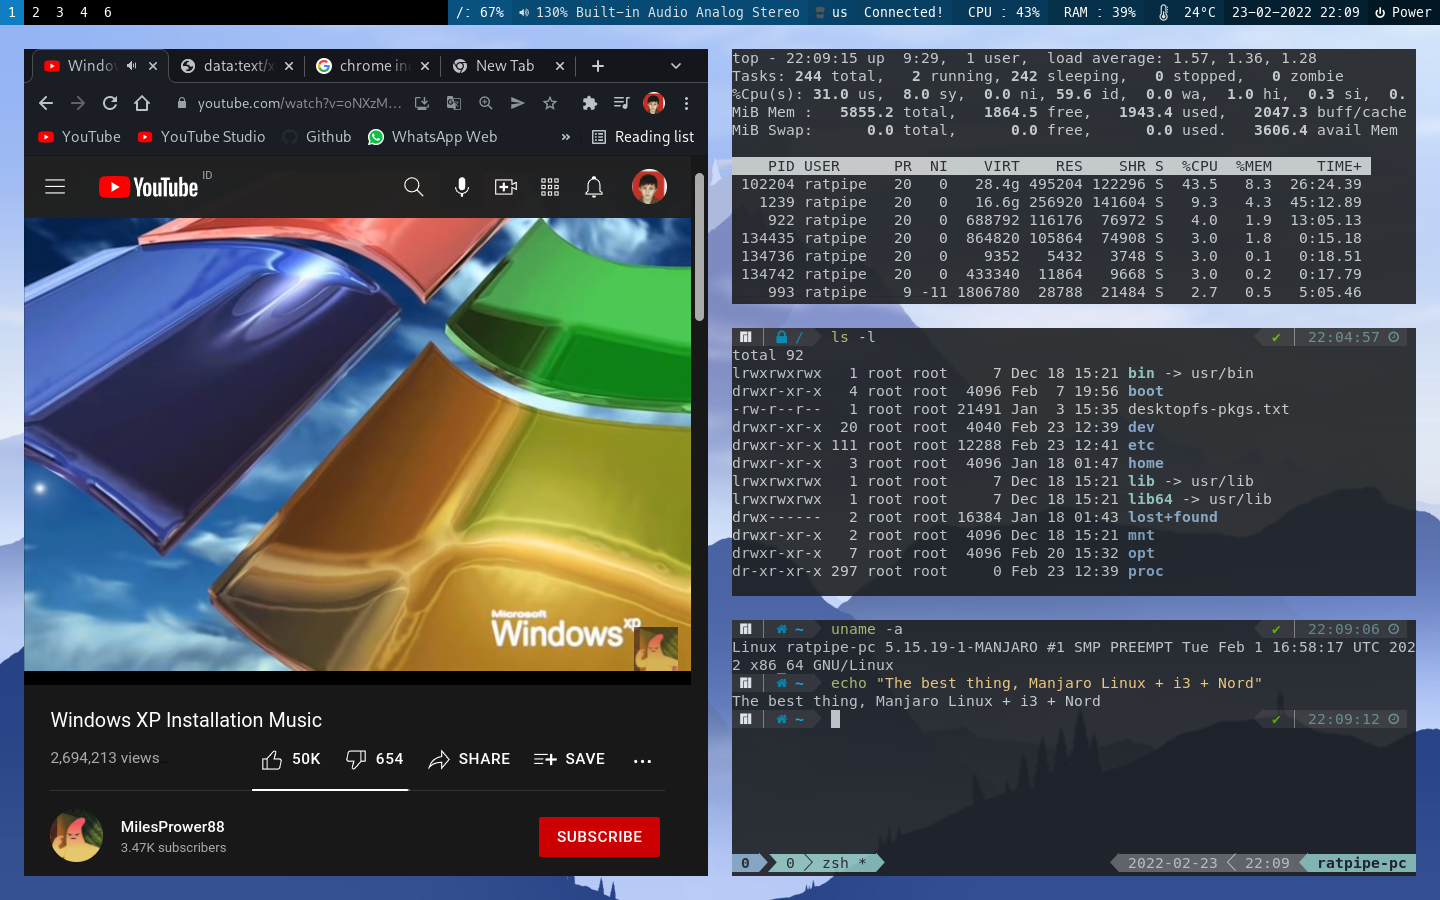 1 2 3 4 6 /: 67% 130% Built-in Audio Analog Stereo us Connected! CPU : 43% RAM : 39% 24°C 23-02-2022 22:09 Power
Windo data:text/x chrome in New Tab
youtube.com/watch?v=oNXzM...
YouTube YouTube Studio Github WhatsApp Web » Reading list
YouTube ID
Microsoft
Windows xp
Windows XP Installation Music
2,694,213 views 50K 654 SHARE SAVE ...
MilesPrower88
3.47K subscribers
SUBSCRIBE
top - 22:09:15 up  9:29,  1 user,  load average: 1.57, 1.36, 1.28
Tasks: 244 total,   2 running, 242 sleeping,   0 stopped,   0 zombie
%Cpu(s): 31.0 us,  8.0 sy,  0.0 ni, 59.6 id,  0.0 wa,  1.0 hi,  0.3 si,  0.
MiB Mem :   5855.2 total,   1864.5 free,   1943.4 used,   2047.3 buff/cache
MiB Swap:      0.0 total,      0.0 free,      0.0 used.   3606.4 avail Mem
PID USER      PR  NI    VIRT    RES    SHR S  %CPU  %MEM     TIME+
102204 ratpipe   20   0   28.4g 495204 122296 S  43.5   8.3  26:24.39
1239 ratpipe   20   0   16.6g 256920 141604 S   9.3   4.3  45:12.89
922 ratpipe   20   0  688792 116176  76972 S   4.0   1.9  13:05.13
134435 ratpipe   20   0  864820 105864  74908 S   3.0   1.8   0:15.18
134736 ratpipe   20   0    9352   5432   3748 S   3.0   0.1   0:18.51
134742 ratpipe   20   0  433340  11864   9668 S   3.0   0.2   0:17.79
993 ratpipe    9 -11 1806780  28788  21484 S   2.7   0.5   5:05.46
/ ls -l ✔ 22:04:57
total 92
lrwxrwxrwx   1 root root     7 Dec 18 15:21 bin -> usr/bin
drwxr-xr-x   4 root root  4096 Feb  7 19:56 boot
-rw-r--r--   1 root root 21491 Jan  3 15:35 desktopfs-pkgs.txt
drwxr-xr-x  20 root root  4040 Feb 23 12:39 dev
drwxr-xr-x 111 root root 12288 Feb 23 12:41 etc
drwxr-xr-x   3 root root  4096 Jan 18 01:47 home
lrwxrwxrwx   1 root root     7 Dec 18 15:21 lib -> usr/lib
lrwxrwxrwx   1 root root     7 Dec 18 15:21 lib64 -> usr/lib
drwx------   2 root root 16384 Jan 18 01:43 lost+found
drwxr-xr-x   2 root root  4096 Dec 18 15:21 mnt
drwxr-xr-x   7 root root  4096 Feb 20 15:32 opt
dr-xr-xr-x 297 root root     0 Feb 23 12:39 proc
~ uname -a ✔ 22:09:06
Linux ratpipe-pc 5.15.19-1-MANJARO #1 SMP PREEMPT Tue Feb 1 16:58:17 UTC 202
2 x86_64 GNU/Linux
~ echo "The best thing, Manjaro Linux + i3 + Nord"
The best thing, Manjaro Linux + i3 + Nord
~ ✔ 22:09:12
0 0 zsh * 2022-02-23 22:09 ratpipe-pc